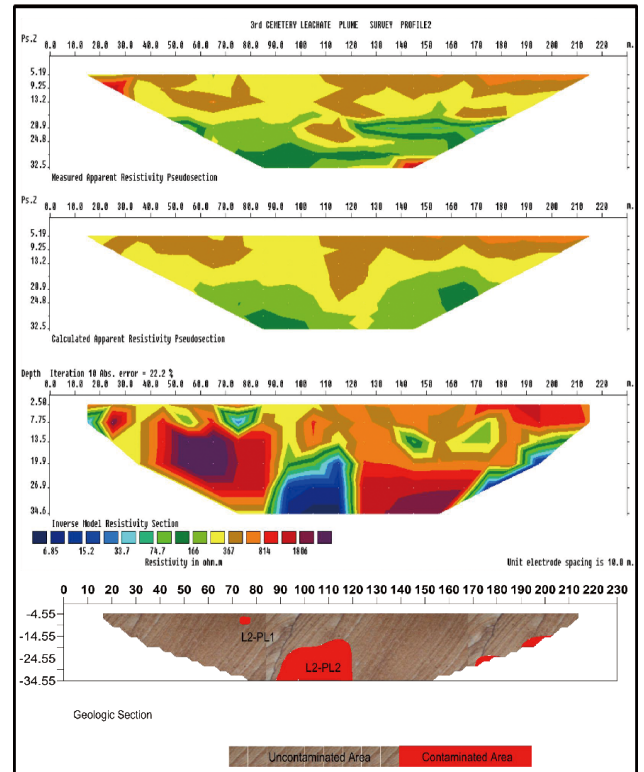 3rd CEMETERY LEACHATE PLUME SURVEY PROFILE2
Ps.Z 0.0 10.0 20.0 30.0 40.0 50.0 60.0 70.0 80.0 90.0 100 110 120 130 140 150 160 170 180 190 200 210 220 m.
5.19
9.25
13.2
20.9
24.8
32.5
Measured Apparent Resistivity Pseudosection
Ps.Z 0.0 10.0 20.0 30.0 40.0 50.0 60.0 70.0 80.0 90.0 100 110 120 130 140 150 160 170 180 190 200 210 220 m.
5.19
9.25
13.2
20.9
24.8
32.5
Calculated Apparent Resistivity Pseudosection
Depth Iteration 10 Abs. error = 22.2 %
0.0 10.0 20.0 30.0 40.0 50.0 60.0 70.0 80.0 90.0 100 110 120 130 140 150 160 170 180 190 200 210 220 m.
2.50
7.75
13.5
19.9
26.9
34.6
Inverse Model Resistivity Section
6.85 15.2 33.7 74.7 166 367 814 1806
Resistivity in ohm.m
Unit electrode spacing is 10.0 m.
0 10 20 30 40 50 60 70 80 90 100 110 120 130 140 150 160 170 180 190 200 210 220 230
-4.55
-14.55
-24.55
-34.55
L2-PL1
L2-PL2
Geologic Section
Uncontaminated Area
Contaminated Area